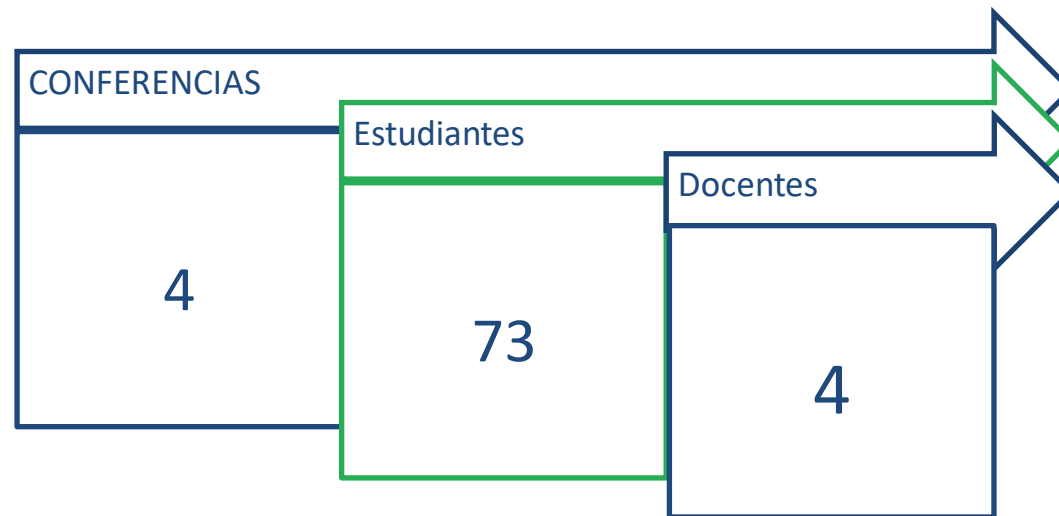 CONFERENCIAS
4
Estudiantes
73
Docentes
4